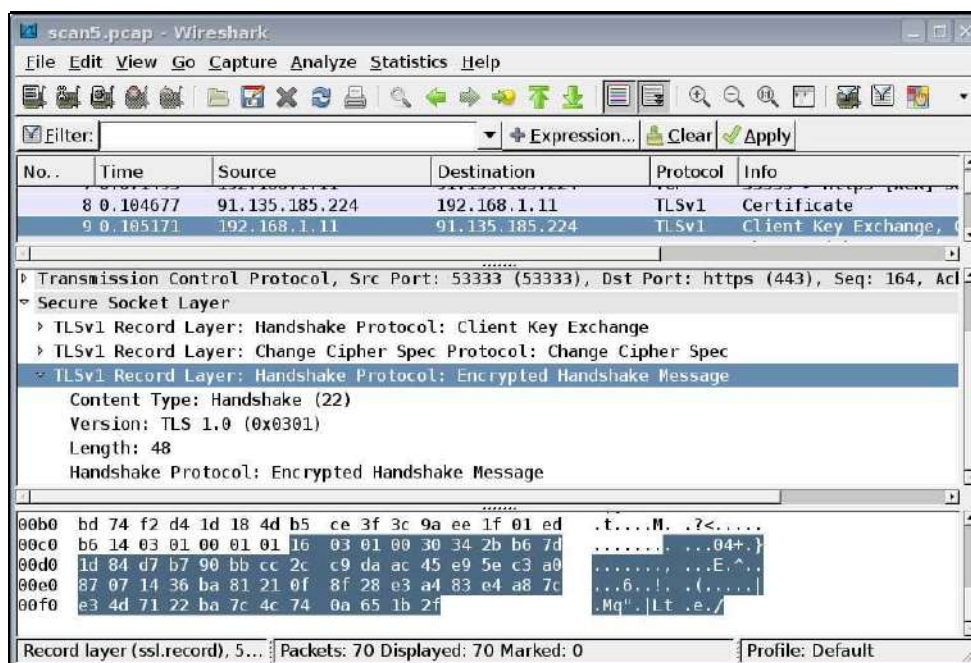 scan5.pcap - Wireshark
File Edit View Go Capture Analyze Statistics Help
Filter: Expression... Clear Apply
No.. Time Source Destination Protocol Info
8 0.104677 91.135.185.224 192.168.1.11 TLSv1 Certificate
9 0.105171 192.168.1.11 91.135.185.224 TLSv1 Client Key Exchange,
Transmission Control Protocol, Src Port: 53333 (53333), Dst Port: https (443), Seq: 164, Ack
Secure Socket Layer
TLSv1 Record Layer: Handshake Protocol: Client Key Exchange
TLSv1 Record Layer: Change Cipher Spec Protocol: Change Cipher Spec
TLSv1 Record Layer: Handshake Protocol: Encrypted Handshake Message
Content Type: Handshake (22)
Version: TLS 1.0 (0x0301)
Length: 48
Handshake Protocol: Encrypted Handshake Message
00b0 bd 74 f2 d4 1d 18 4d b5 ce 3f 3c 9a ee 1f 01 ed .t....M. .?<.....
00c0 b6 14 03 01 00 01 01 16 03 01 00 30 34 2b b6 7d ........ ...04+.}
00d0 1d 84 d7 b7 90 bb cc 2c c9 da ac 45 e9 5e c3 a0 ......., ...E.^..
00e0 87 07 14 36 ba 81 21 0f 8f 28 e3 a4 83 e4 a8 7c ...6..!. .(.....|
00f0 e3 4d 71 22 ba 7c 4c 74 0a 65 1b 2f .Mq".|Lt .e./
Record layer (ssl.record), 5... Packets: 70 Displayed: 70 Marked: 0 Profile: Default